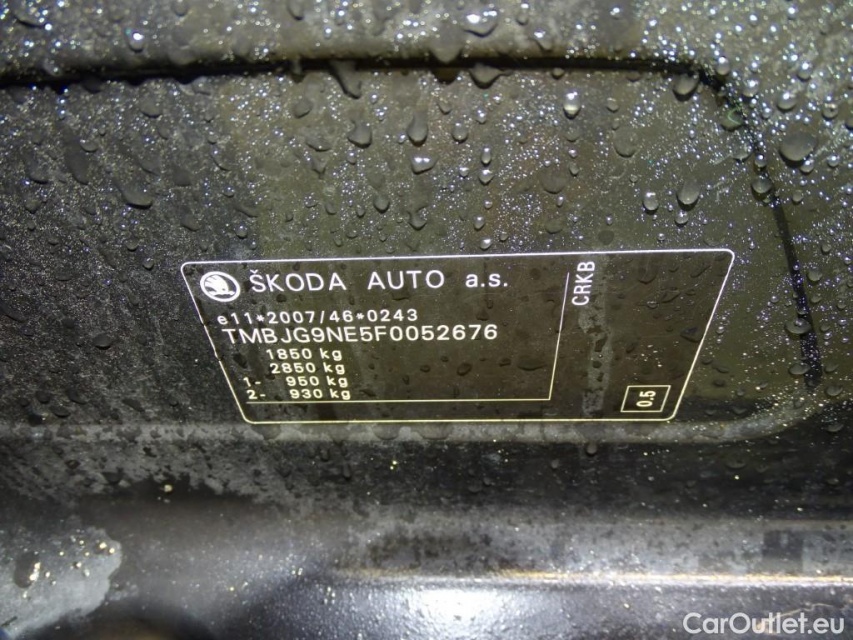 ŠKODA AUTO a.s.
CRKB
e11*2007/46*0243
TMBJG9NE5F0052676
1850 kg
2850 kg
1- 950 kg
2- 930 kg
0.5
CarOutlet.eu